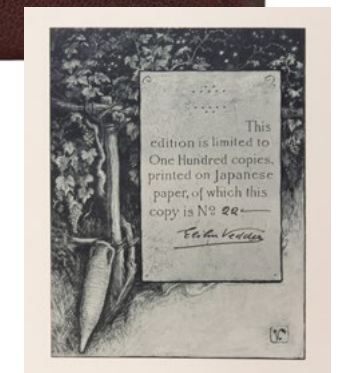 This
edition is limited to
One Hundred copies,
printed on Japanese
paper, of which this
copy is Nº 22
Elihu Vedder